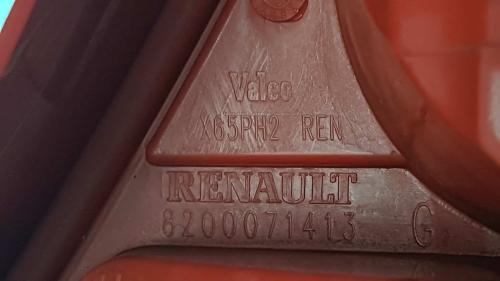 Valeo
X65PH2 REN
RENAULT
8200071413 G